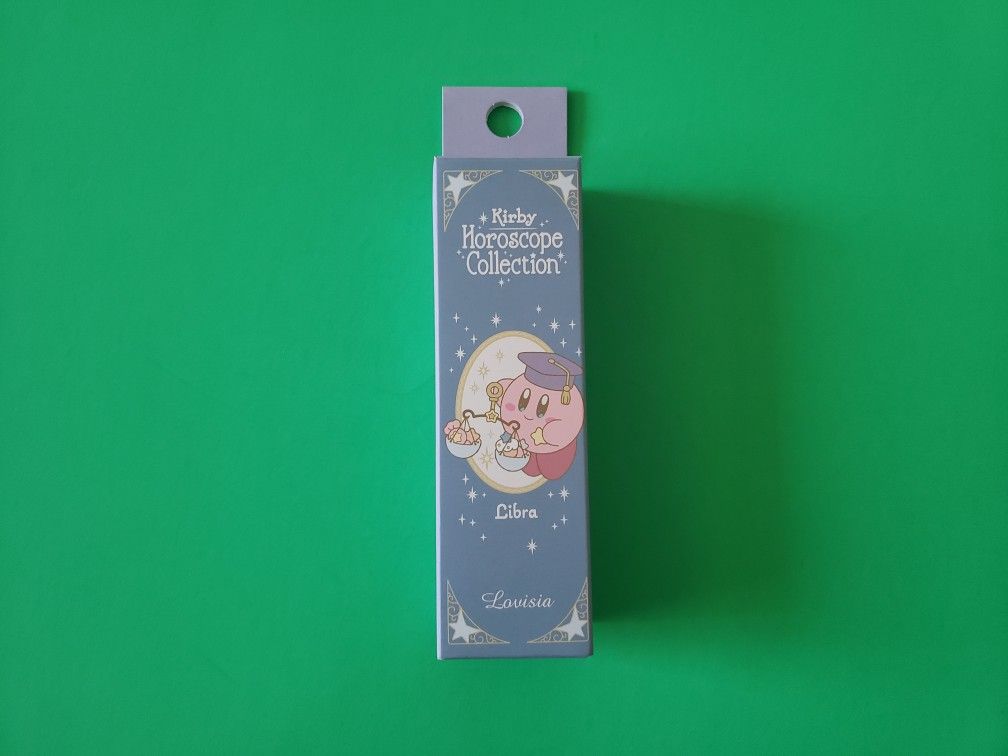 Kirby
Horoscope
Collection
Libra
Lovisia